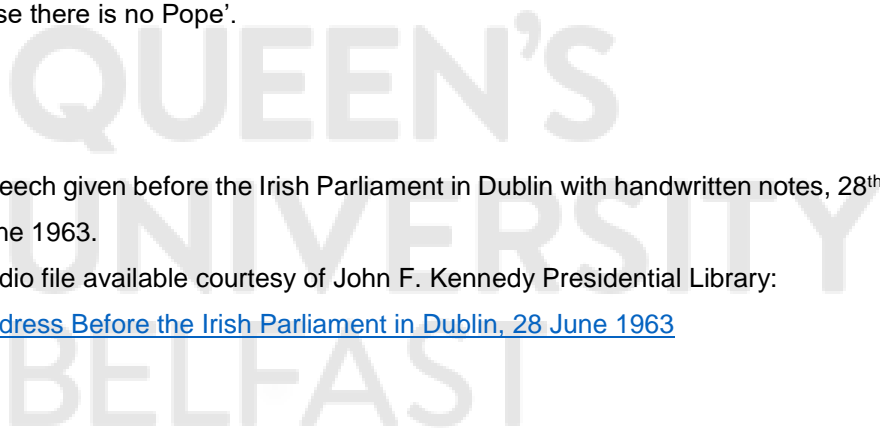 se there is no Pope’.
QUEEN’S
eech given before the Irish Parliament in Dublin with handwritten notes, 28th
ne 1963.
UNIVERSITY
dio file available courtesy of John F. Kennedy Presidential Library:
dress Before the Irish Parliament in Dublin, 28 June 1963
BELFAST